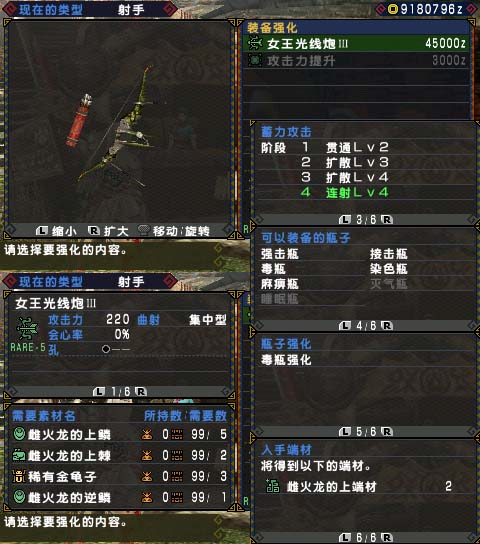 现在的类型 射手
缩小 R 扩大 移动/旋转
请选择要强化的内容。
9180796z
装备强化
女王光线炮III 45000z
攻击力提升 3000z
蓄力攻击
阶段 1 贯通Lv2
2 扩散Lv3
3 扩散Lv4
4 连射Lv4
L 3/6 R
可以装备的瓶子
强击瓶 接击瓶
毒瓶 染色瓶
麻痹瓶 灭气瓶
睡眠瓶
L 4/6 R
瓶子强化
毒瓶强化
L 5/6 R
入手端材
将得到以下的端材。
雌火龙的上端材 2
L 6/6 R
现在的类型 射手
女王光线炮III
攻击力 220 曲射 集中型
会心率 0%
RARE-5 孔 ●——
L 1/6 R
需要素材名 所持数/需要数
雌火龙的上鳞 0 99/ 5
雌火龙的上棘 0 99/ 2
稀有金龟子 0 99/ 3
雌火龙的逆鳞 0 99/ 1
请选择要强化的内容。